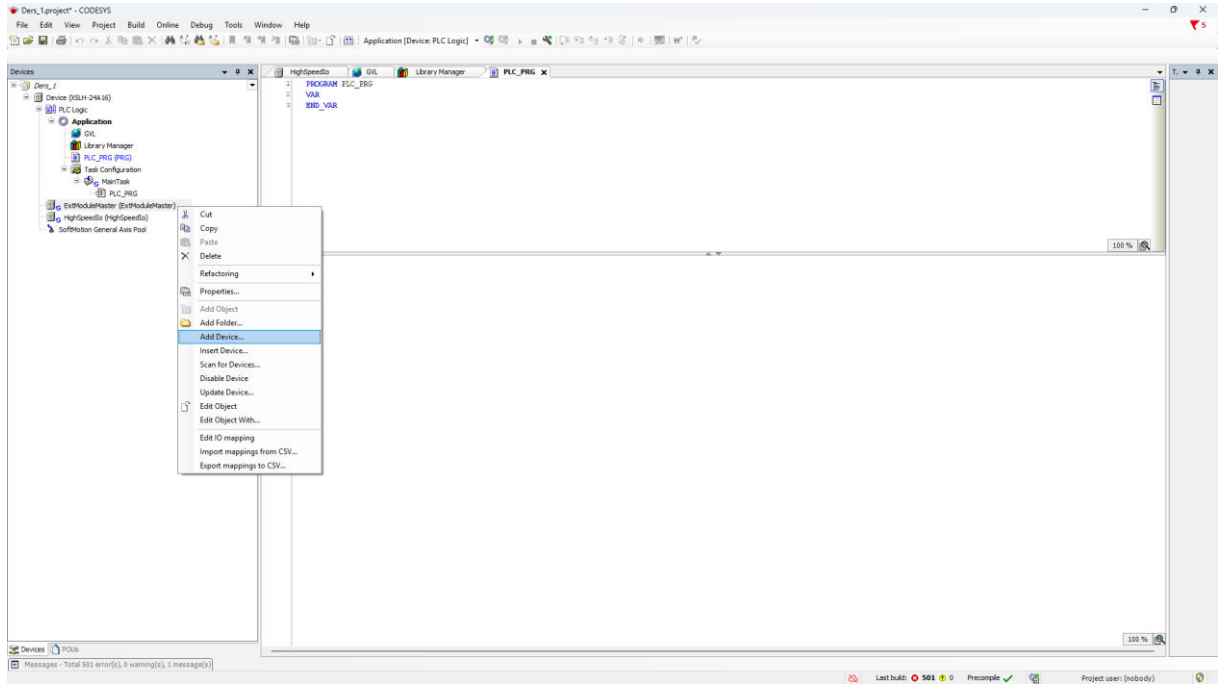 Ders_1.project* - CODESYS
File Edit View Project Build Online Debug Tools Window Help
5
Application [Device: PLC Logic]
Devices
HighSpeedIo GVL Library Manager PLC_PRG
T.
Ders_1
Device (XSLH-24A16)
PLC Logic
Application
GVL
Library Manager
PLC_PRG (PRG)
Task Configuration
MainTask
PLC_PRG
ExtModuleMaster (ExtModuleMaster)
HighSpeedIo (HighSpeedIo)
SoftMotion General Axis Pool
1 PROGRAM PLC_PRG
2 VAR
3 END_VAR
100 %
Cut
Copy
Paste
Delete
Refactoring
Properties...
Add Object
Add Folder...
Add Device...
Insert Device...
Scan for Devices...
Disable Device
Update Device...
Edit Object
Edit Object With...
Edit IO mapping
Import mappings from CSV...
Export mappings to CSV...
100 %
Devices POUs
Messages - Total 501 error(s), 0 warning(s), 1 message(s)
Last build: 501 0 Precompile Project user: (nobody)